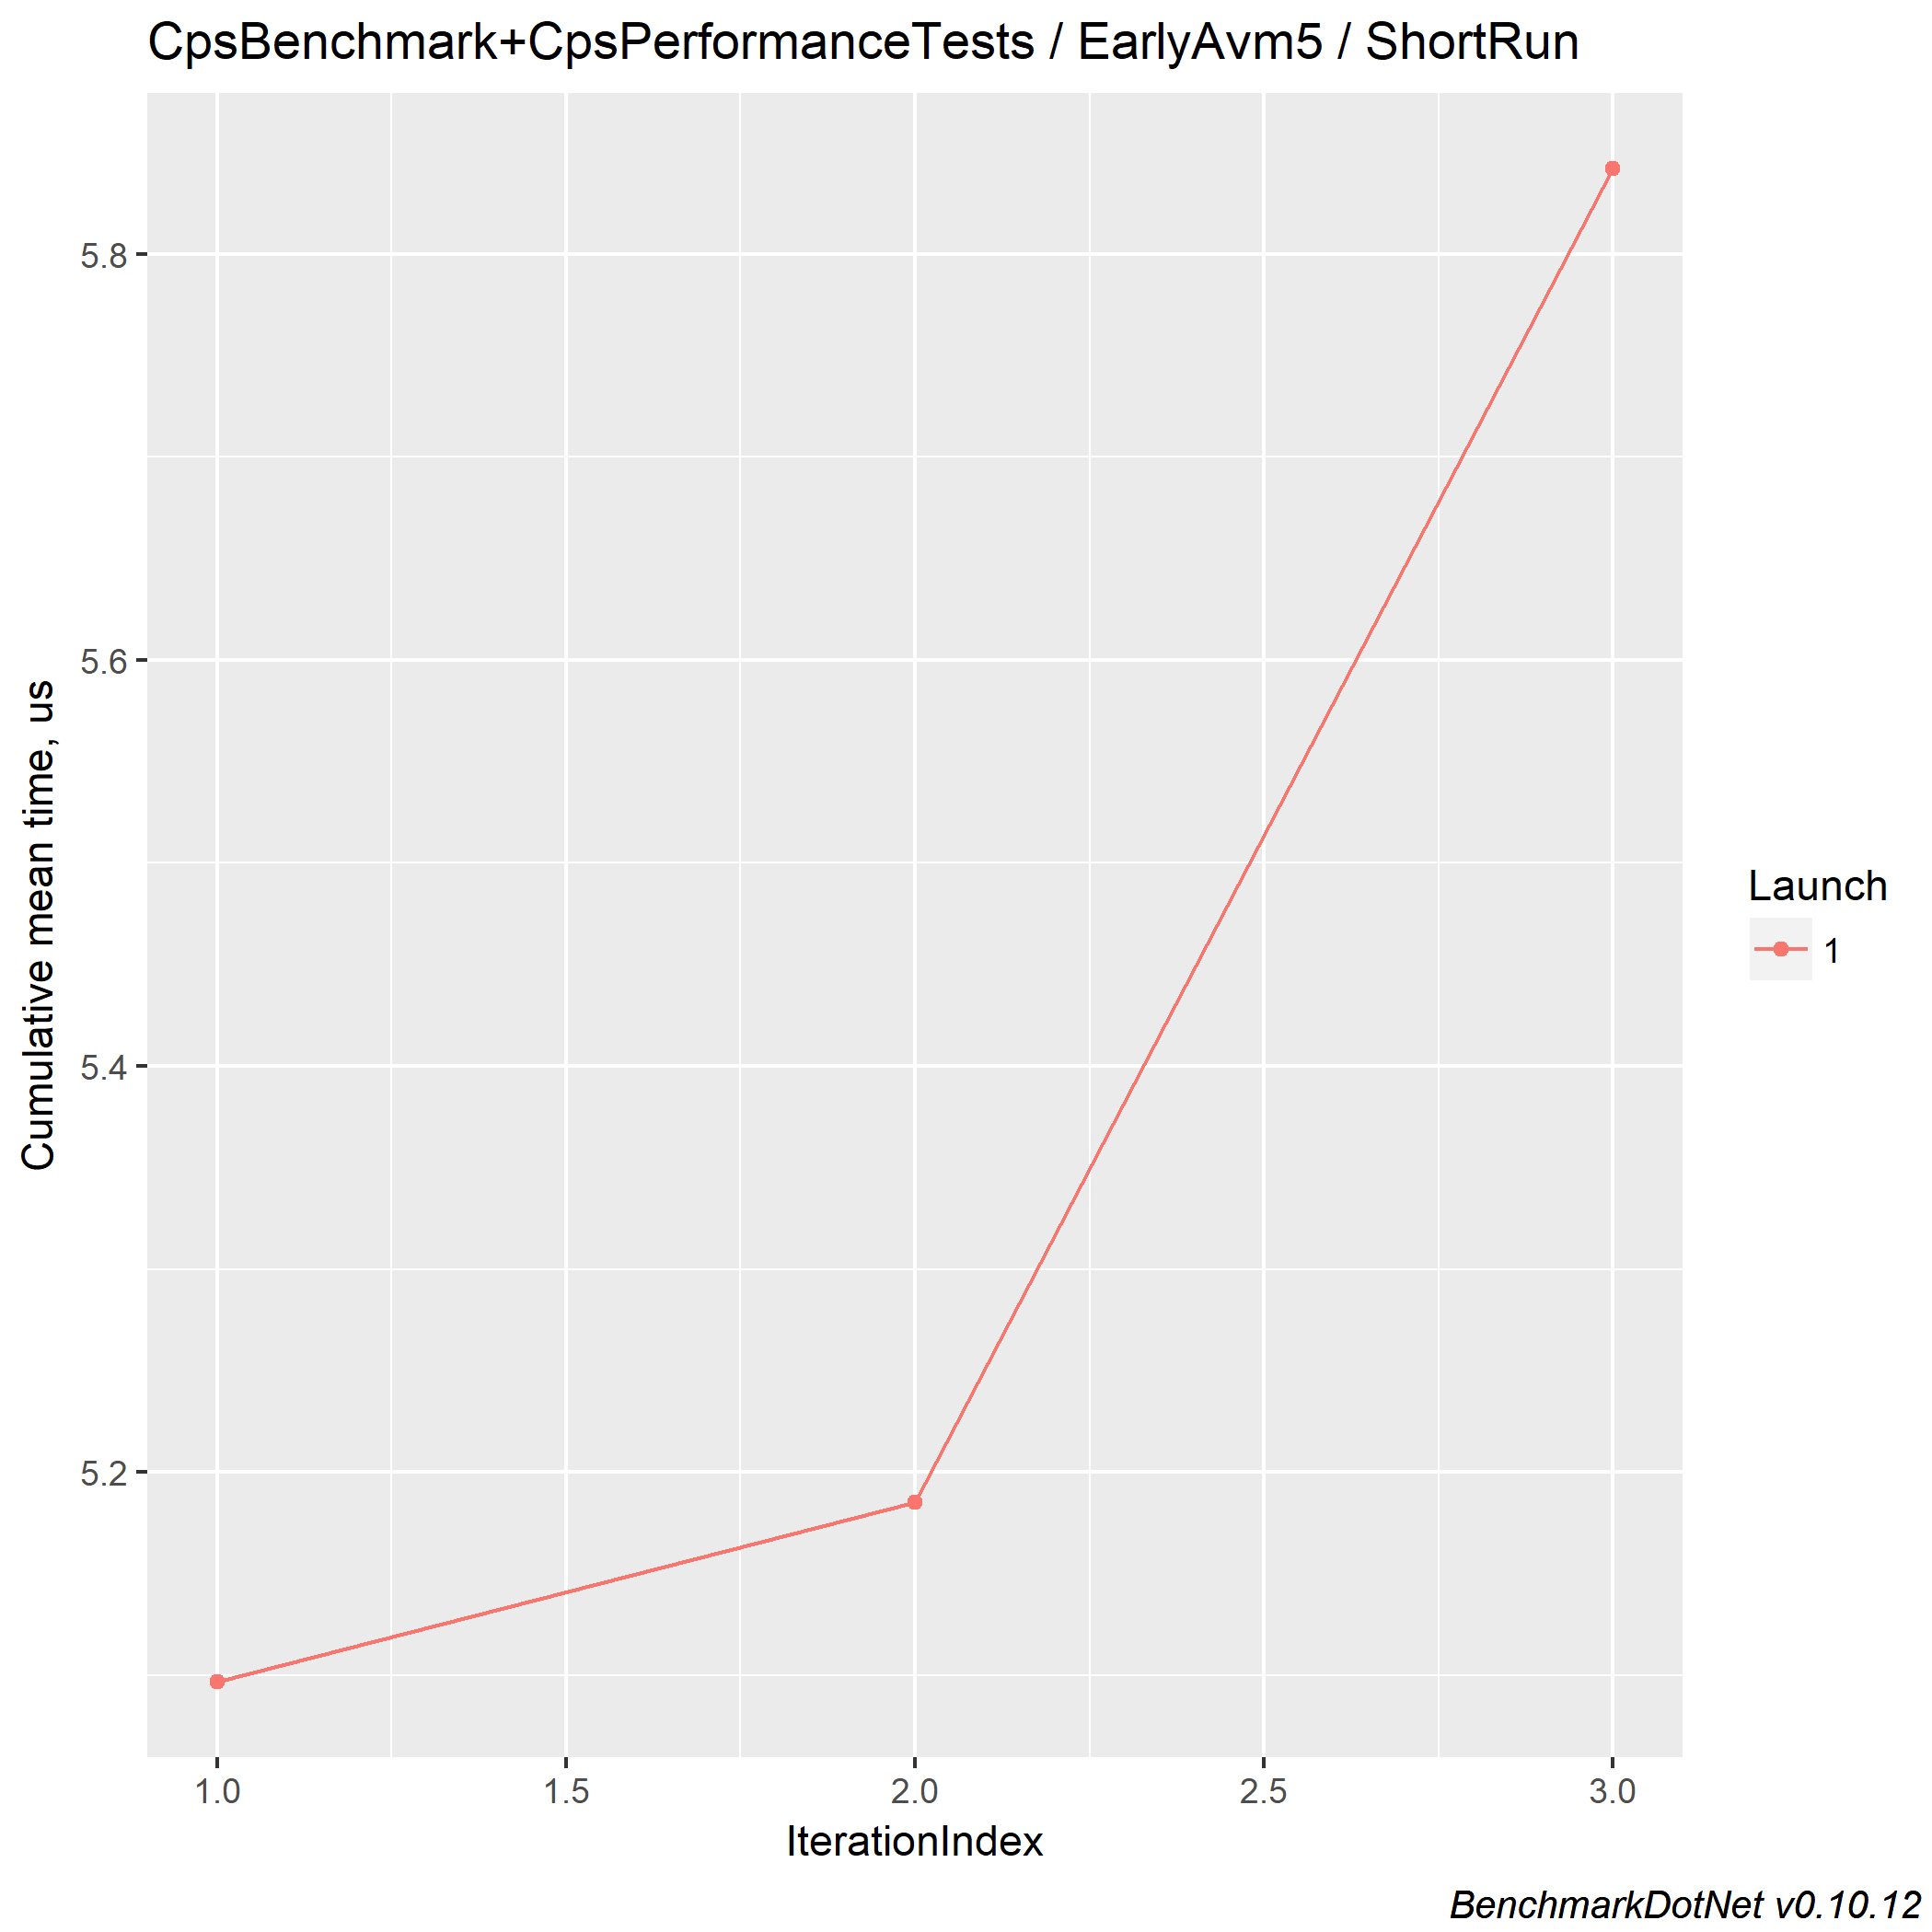 CpsBenchmark+CpsPerformanceTests / EarlyAvm5 / ShortRun
Cumulative mean time, us
5.8
5.6
5.4
5.2
1.0 1.5 2.0 2.5 3.0
IterationIndex
Launch
1
BenchmarkDotNet v0.10.12